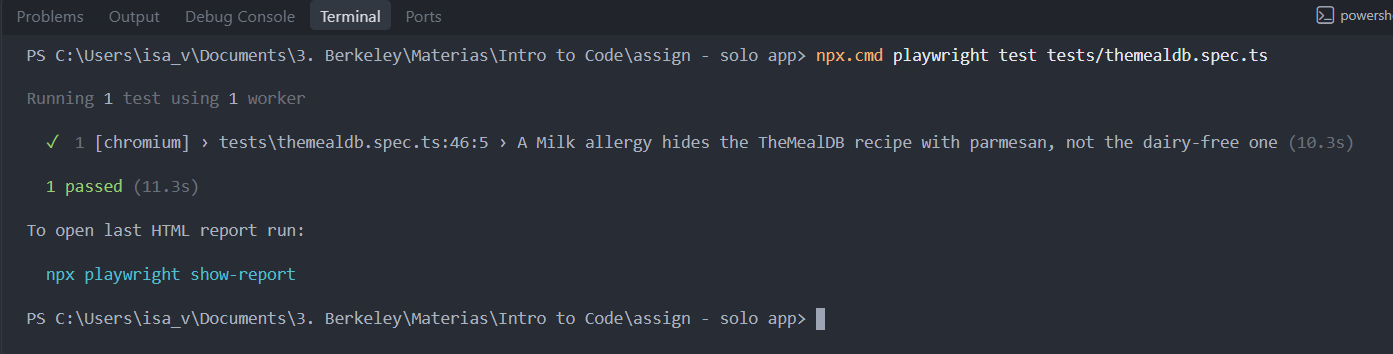 Problems Output Debug Console Terminal Ports powershe
PS C:\Users\isa_v\Documents\3. Berkeley\Materias\Intro to Code\assign - solo app> npx.cmd playwright test tests/themealdb.spec.ts
Running 1 test using 1 worker
✓ 1 [chromium] › tests\themealdb.spec.ts:46:5 › A Milk allergy hides the TheMealDB recipe with parmesan, not the dairy-free one (10.3s)
1 passed (11.3s)
To open last HTML report run:
npx playwright show-report
PS C:\Users\isa_v\Documents\3. Berkeley\Materias\Intro to Code\assign - solo app>